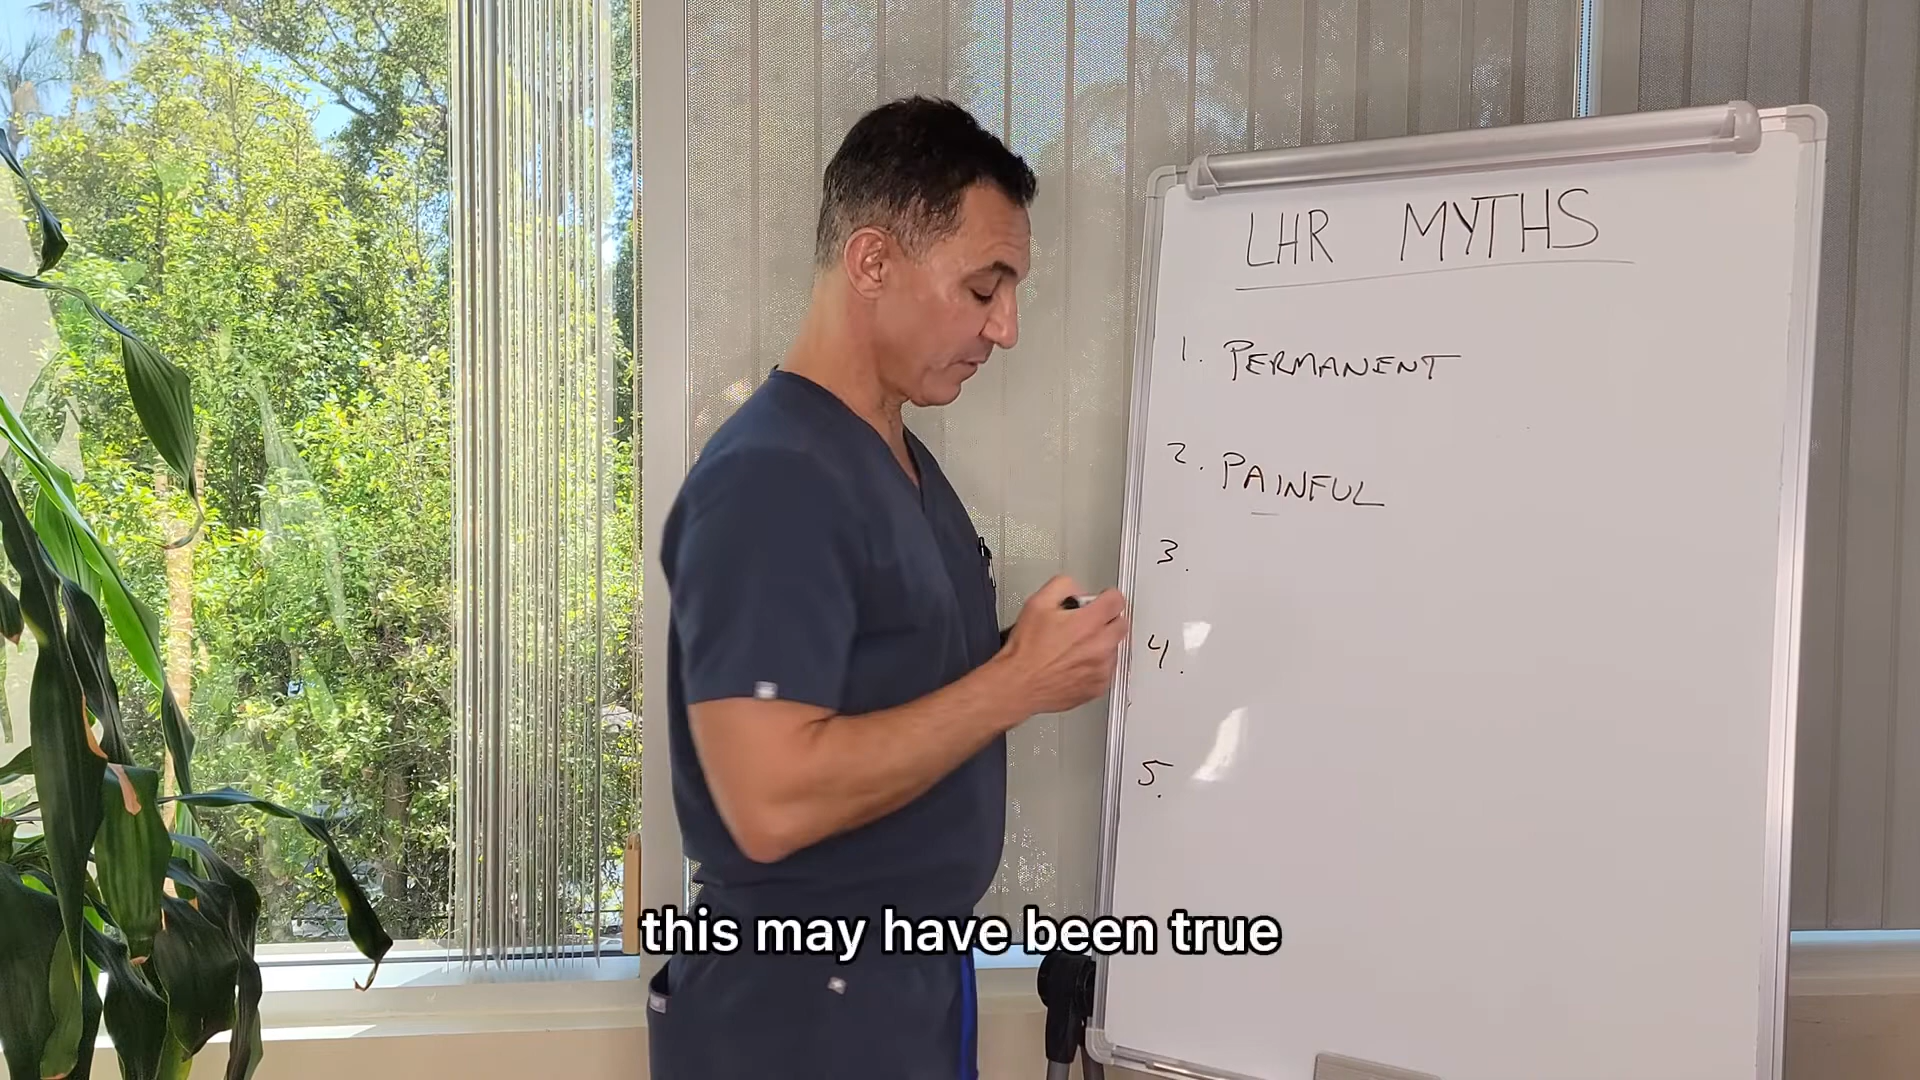 LHR MYTHS
1. PERMANENT
2. PAINFUL
3.
4.
5.
this may have been true